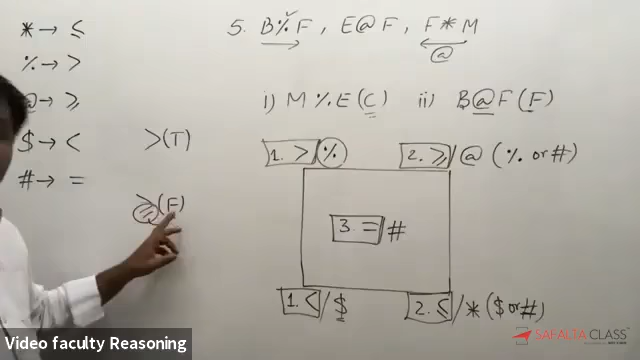 * → ≤
% → >
@ → ≥
$ → <
# → =
>(T)
≥(F)
5. B%F, E@F, F*M
@
i) M%E(C) ii) B@F(F)
1. >/% 2. ≥/@ (% or #)
3. = #
1. </$ 2. ≤/* ($ or #)
Video faculty Reasoning
SAFALTA CLASS